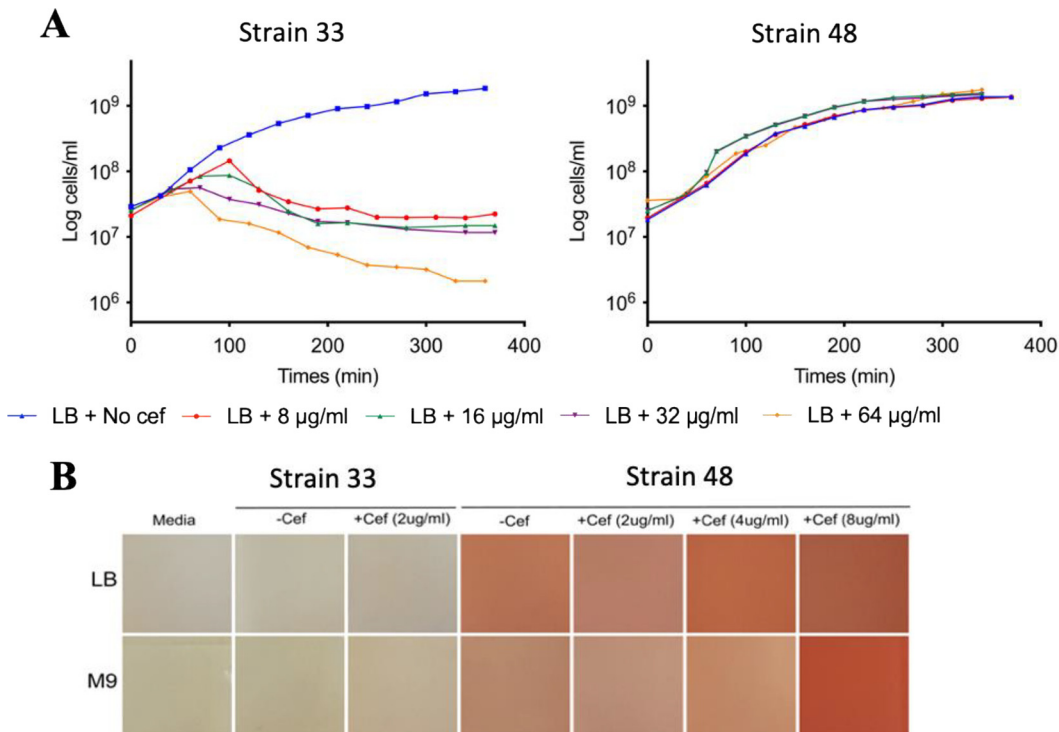 A
Strain 33
Strain 48
Log cells/ml
10⁹
10⁸
10⁷
10⁶
0 100 200 300 400
Times (min)
Log cells/ml
10⁹
10⁸
10⁷
10⁶
0 100 200 300 400
Times (min)
LB + No cef LB + 8 µg/ml LB + 16 µg/ml LB + 32 µg/ml LB + 64 µg/ml
B
Strain 33
Strain 48
Media -Cef +Cef (2ug/ml) -Cef +Cef (2ug/ml) +Cef (4ug/ml) +Cef (8ug/ml)
LB
M9